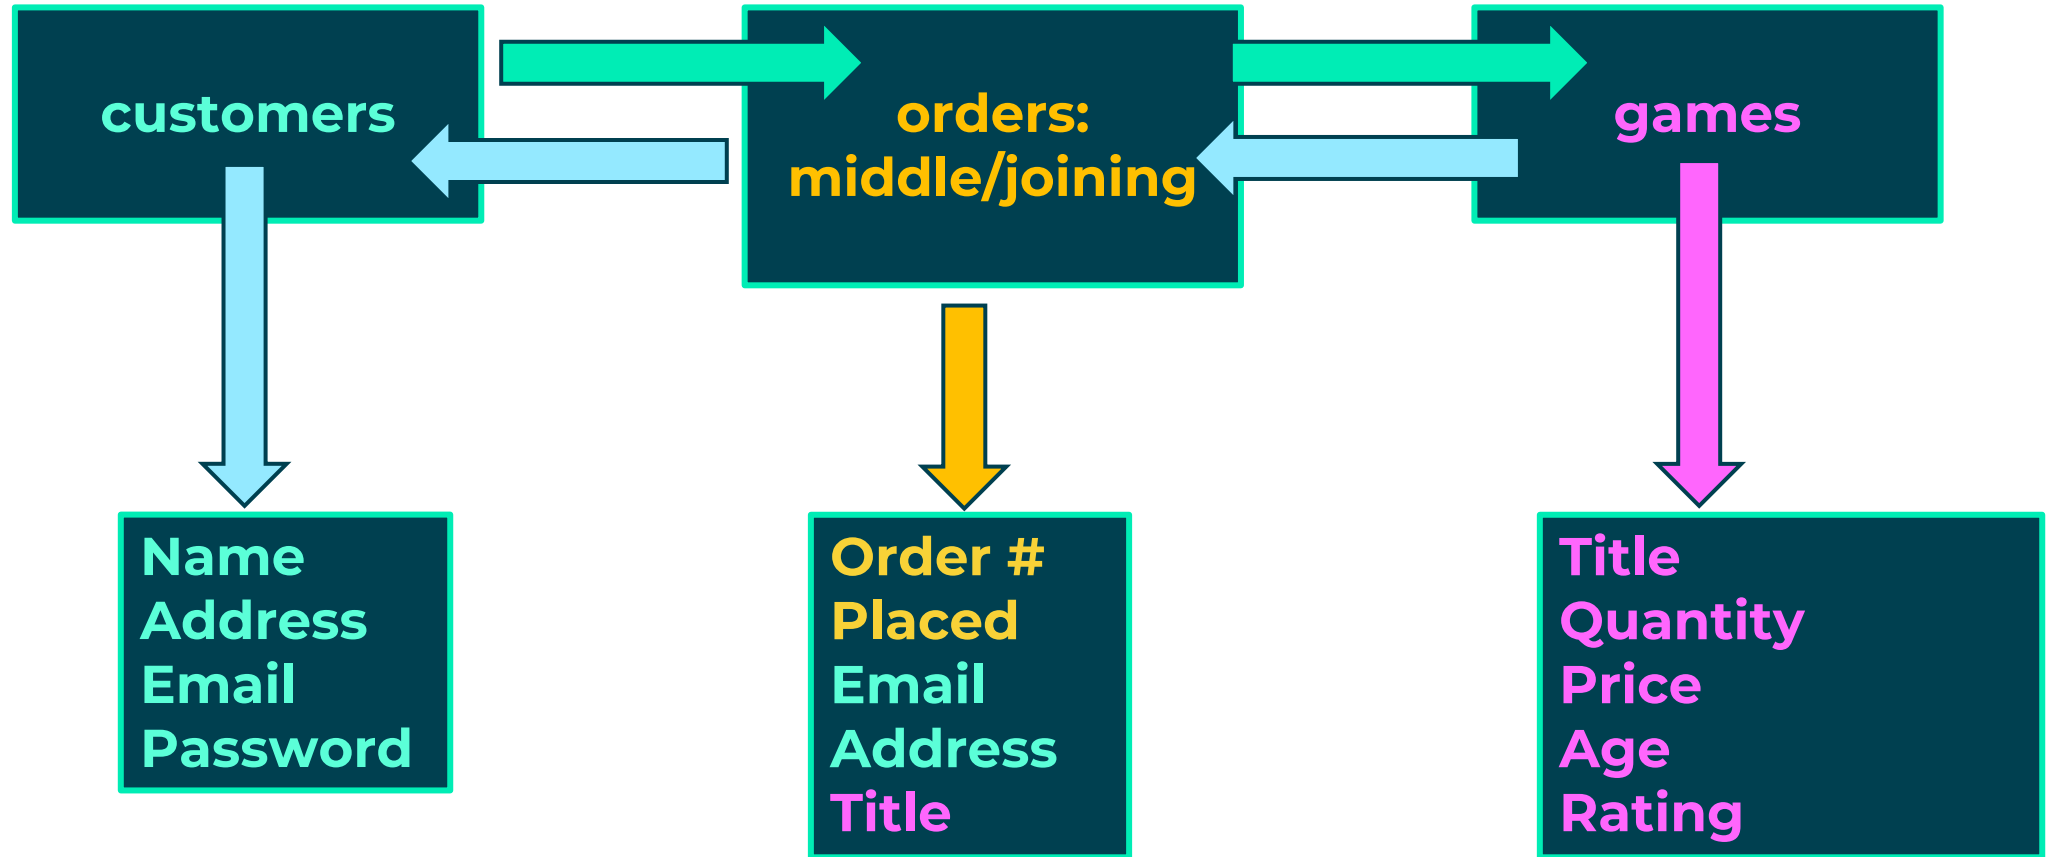 customers
orders:
middle/joining
games
Name
Address
Email
Password
Order #
Placed
Email
Address
Title
Title
Quantity
Price
Age
Rating